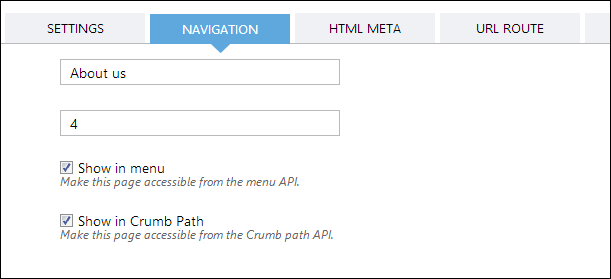 SETTINGS NAVIGATION HTML META URL ROUTE
About us
4
Show in menu
Make this page accessible from the menu API.
Show in Crumb Path
Make this page accessible from the Crumb path API.